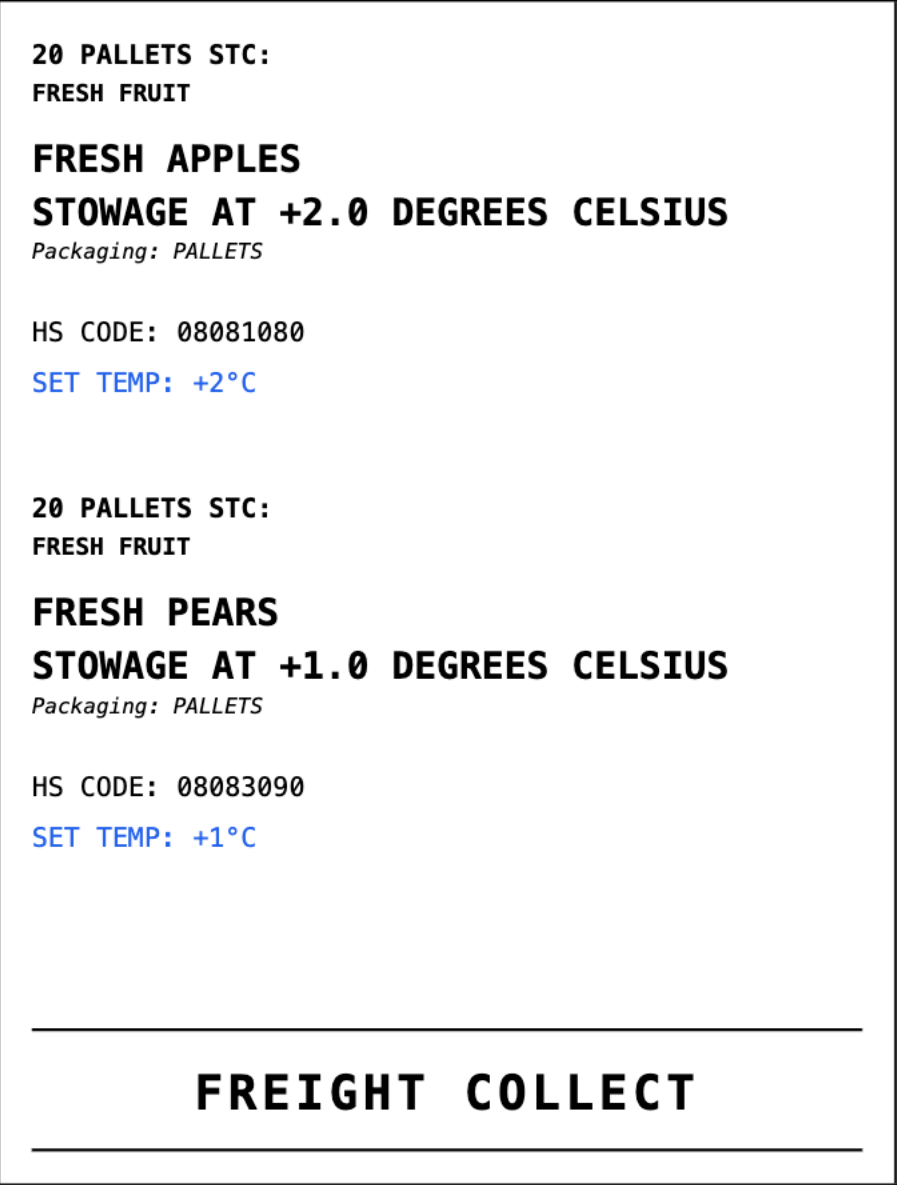 20 PALLETS STC:
FRESH FRUIT
FRESH APPLES
STOWAGE AT +2.0 DEGREES CELSIUS
Packaging: PALLETS
HS CODE: 08081080
SET TEMP: +2°C
20 PALLETS STC:
FRESH FRUIT
FRESH PEARS
STOWAGE AT +1.0 DEGREES CELSIUS
Packaging: PALLETS
HS CODE: 08083090
SET TEMP: +1°C
FREIGHT COLLECT